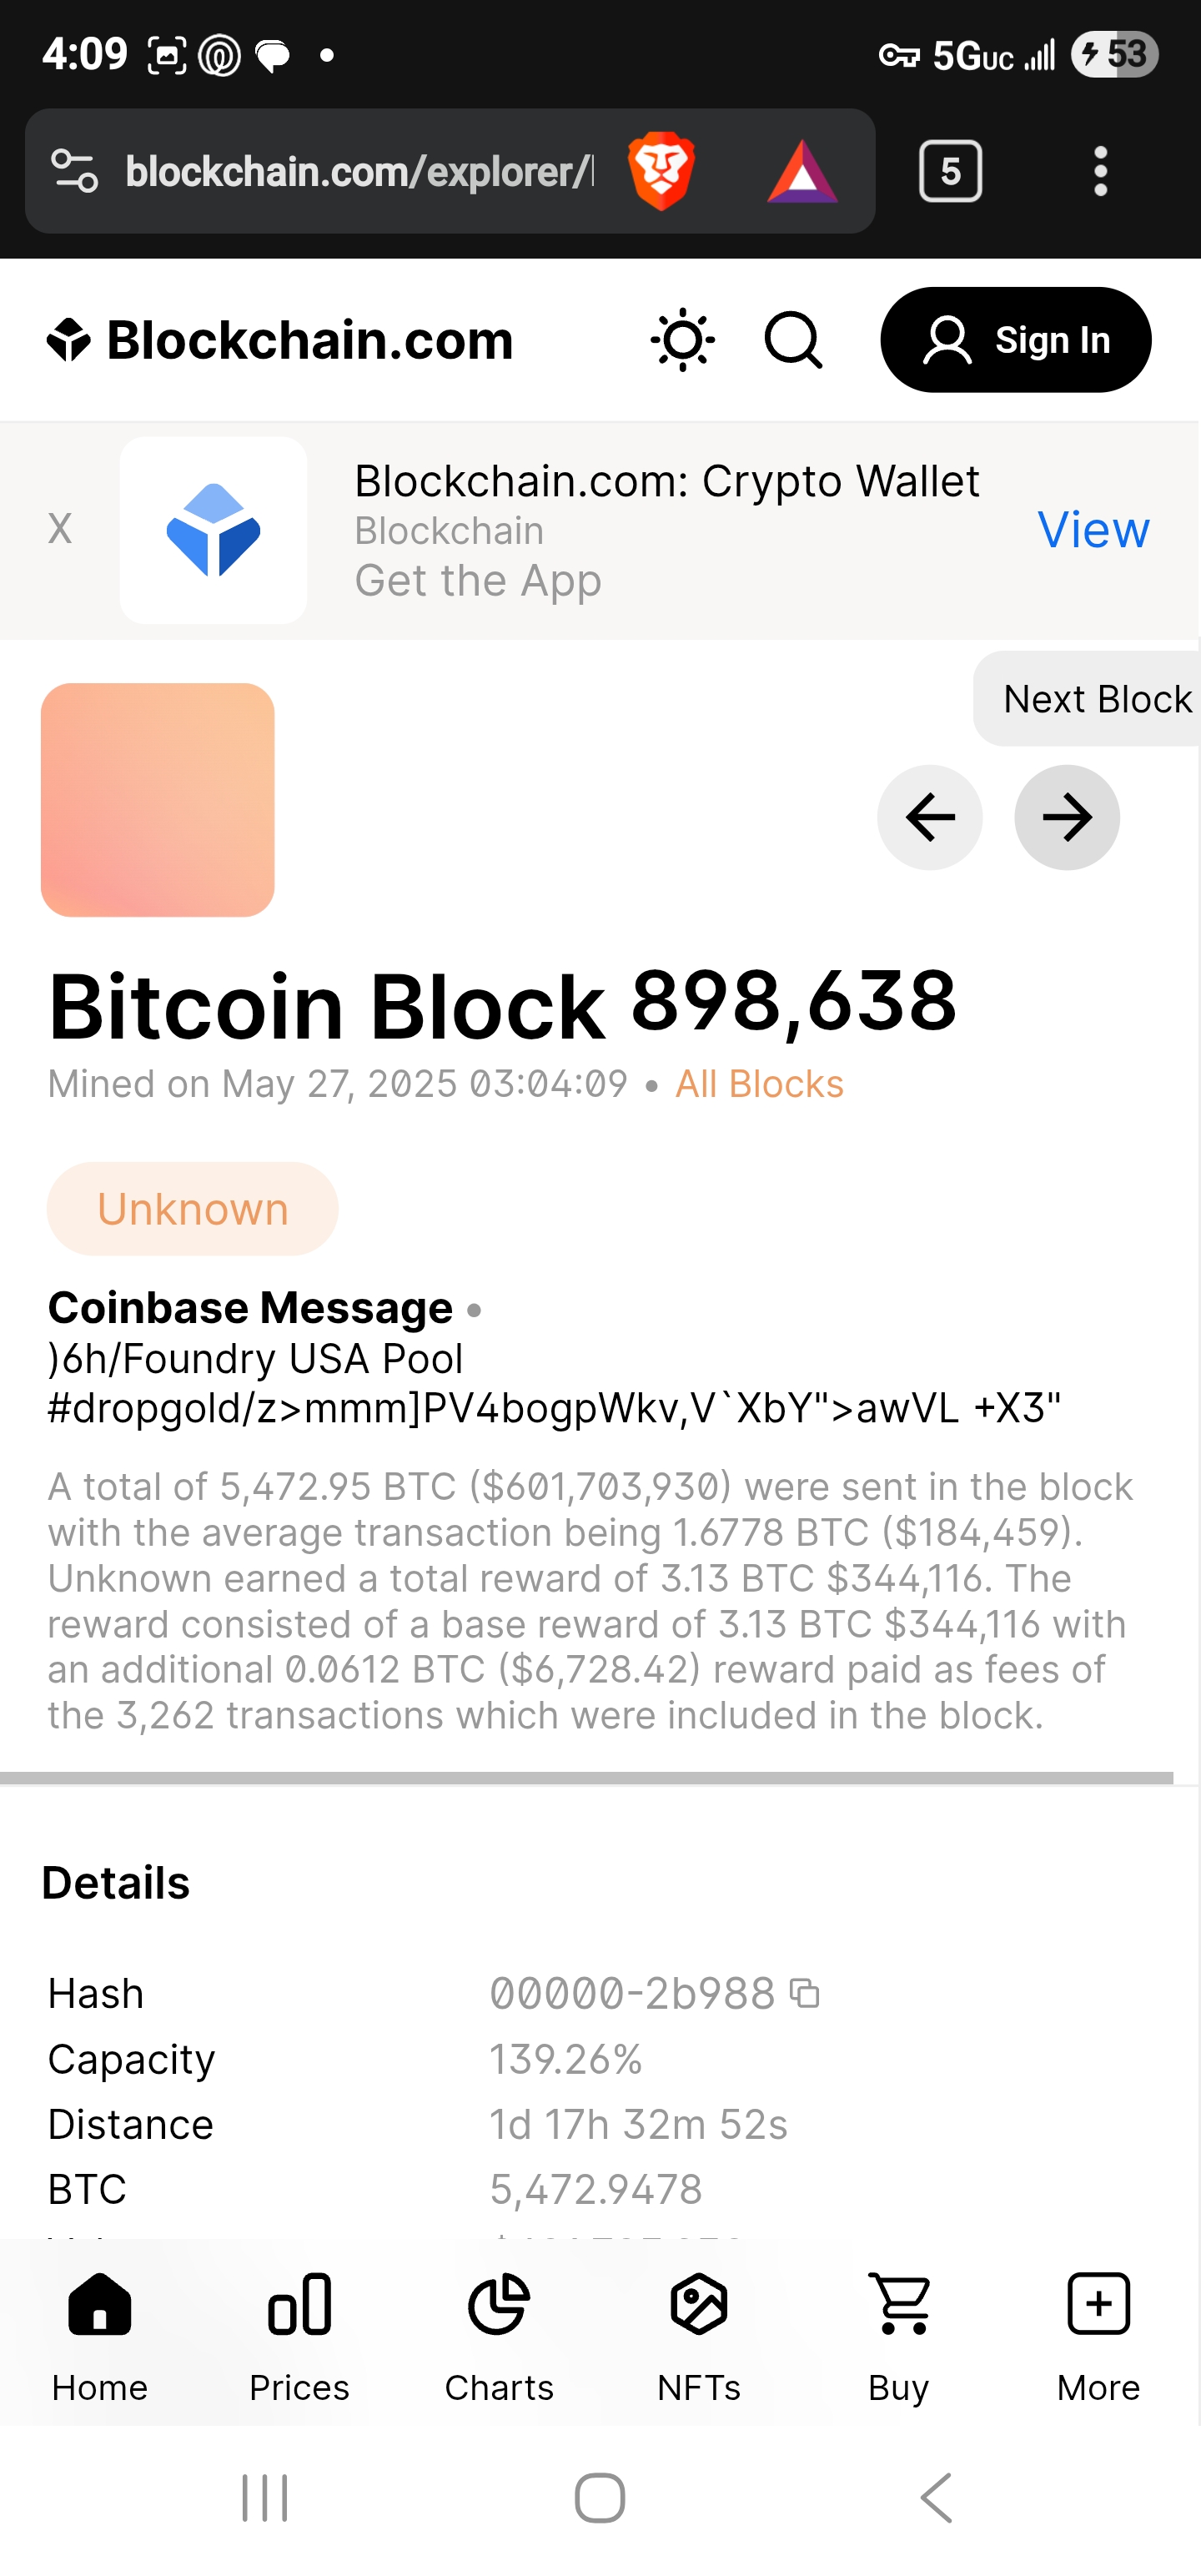 4:09
5GUC 53
blockchain.com/explorer/
5
Blockchain.com
Sign In
X
Blockchain.com: Crypto Wallet
Blockchain
Get the App
View
Next Block
Bitcoin Block 898,638
Mined on May 27, 2025 03:04:09 • All Blocks
Unknown
Coinbase Message •
)6h/Foundry USA Pool
#dropgold/z>mmm]PV4bogpWkv,V`XbY">awVL +X3"
A total of 5,472.95 BTC ($601,703,930) were sent in the block
with the average transaction being 1.6778 BTC ($184,459).
Unknown earned a total reward of 3.13 BTC $344,116. The
reward consisted of a base reward of 3.13 BTC $344,116 with
an additional 0.0612 BTC ($6,728.42) reward paid as fees of
the 3,262 transactions which were included in the block.
Details
Hash 00000-2b988
Capacity 139.26%
Distance 1d 17h 32m 52s
BTC 5,472.9478
Home Prices Charts NFTs Buy More